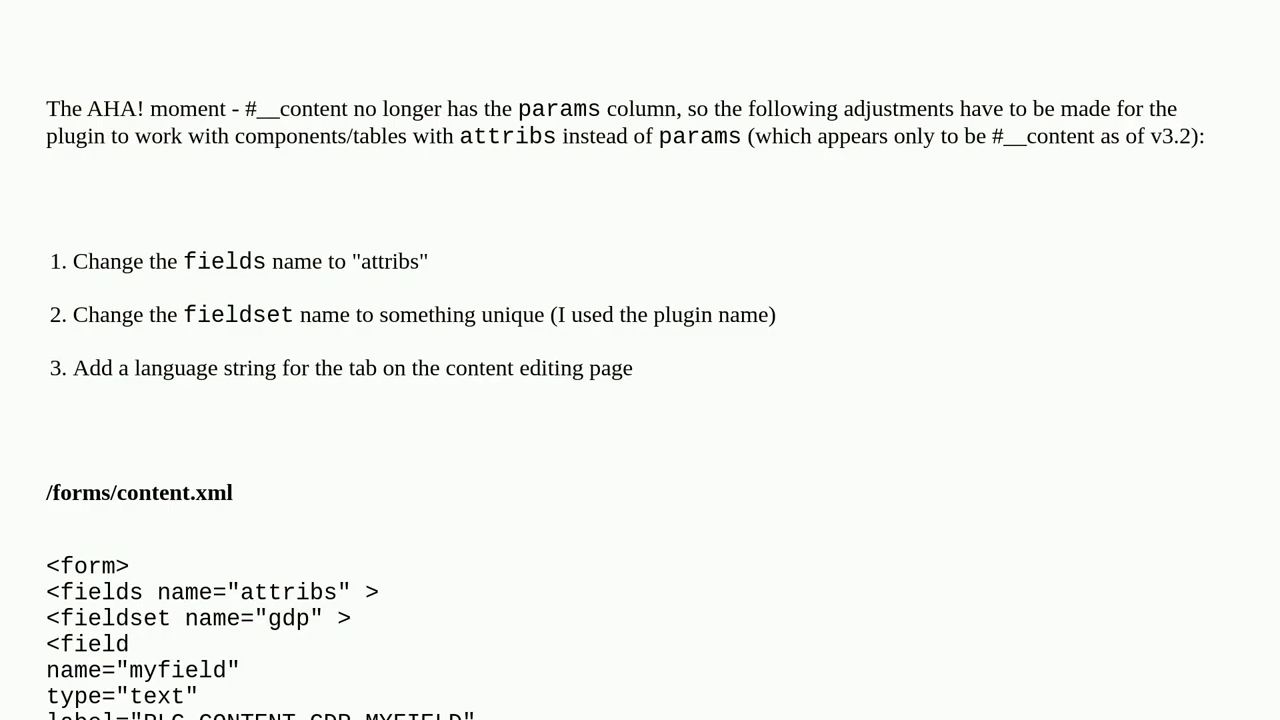 The AHA! moment - #__content no longer has the params column, so the following adjustments have to be made for the
plugin to work with components/tables with attribs instead of params (which appears only to be #__content as of v3.2):
1. Change the fields name to "attribs"
2. Change the fieldset name to something unique (I used the plugin name)
3. Add a language string for the tab on the content editing page
/forms/content.xml
<form>
<fields name="attribs" >
<fieldset name="gdp" >
<field
name="myfield"
type="text"